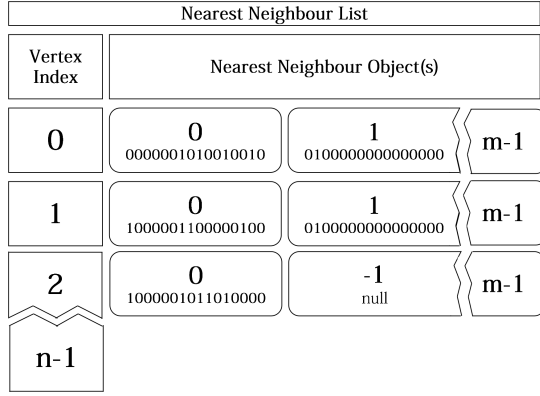 Nearest Neighbour List
Vertex
Index
Nearest Neighbour Object(s)
0
0
0000001010010010
1
0100000000000000
m-1
1
0
1000001100000100
1
0100000000000000
m-1
2
0
1000001011010000
-1
null
m-1
n-1